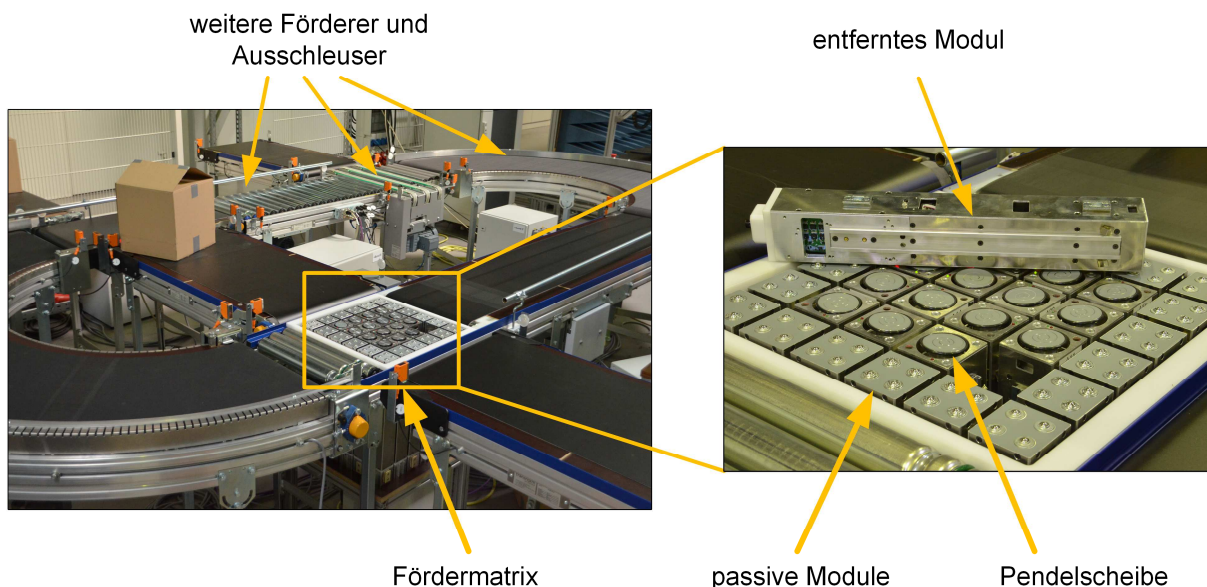 weitere Förderer und
Ausschleuser
entferntes Modul
Fördermatrix
passive Module
Pendelscheibe